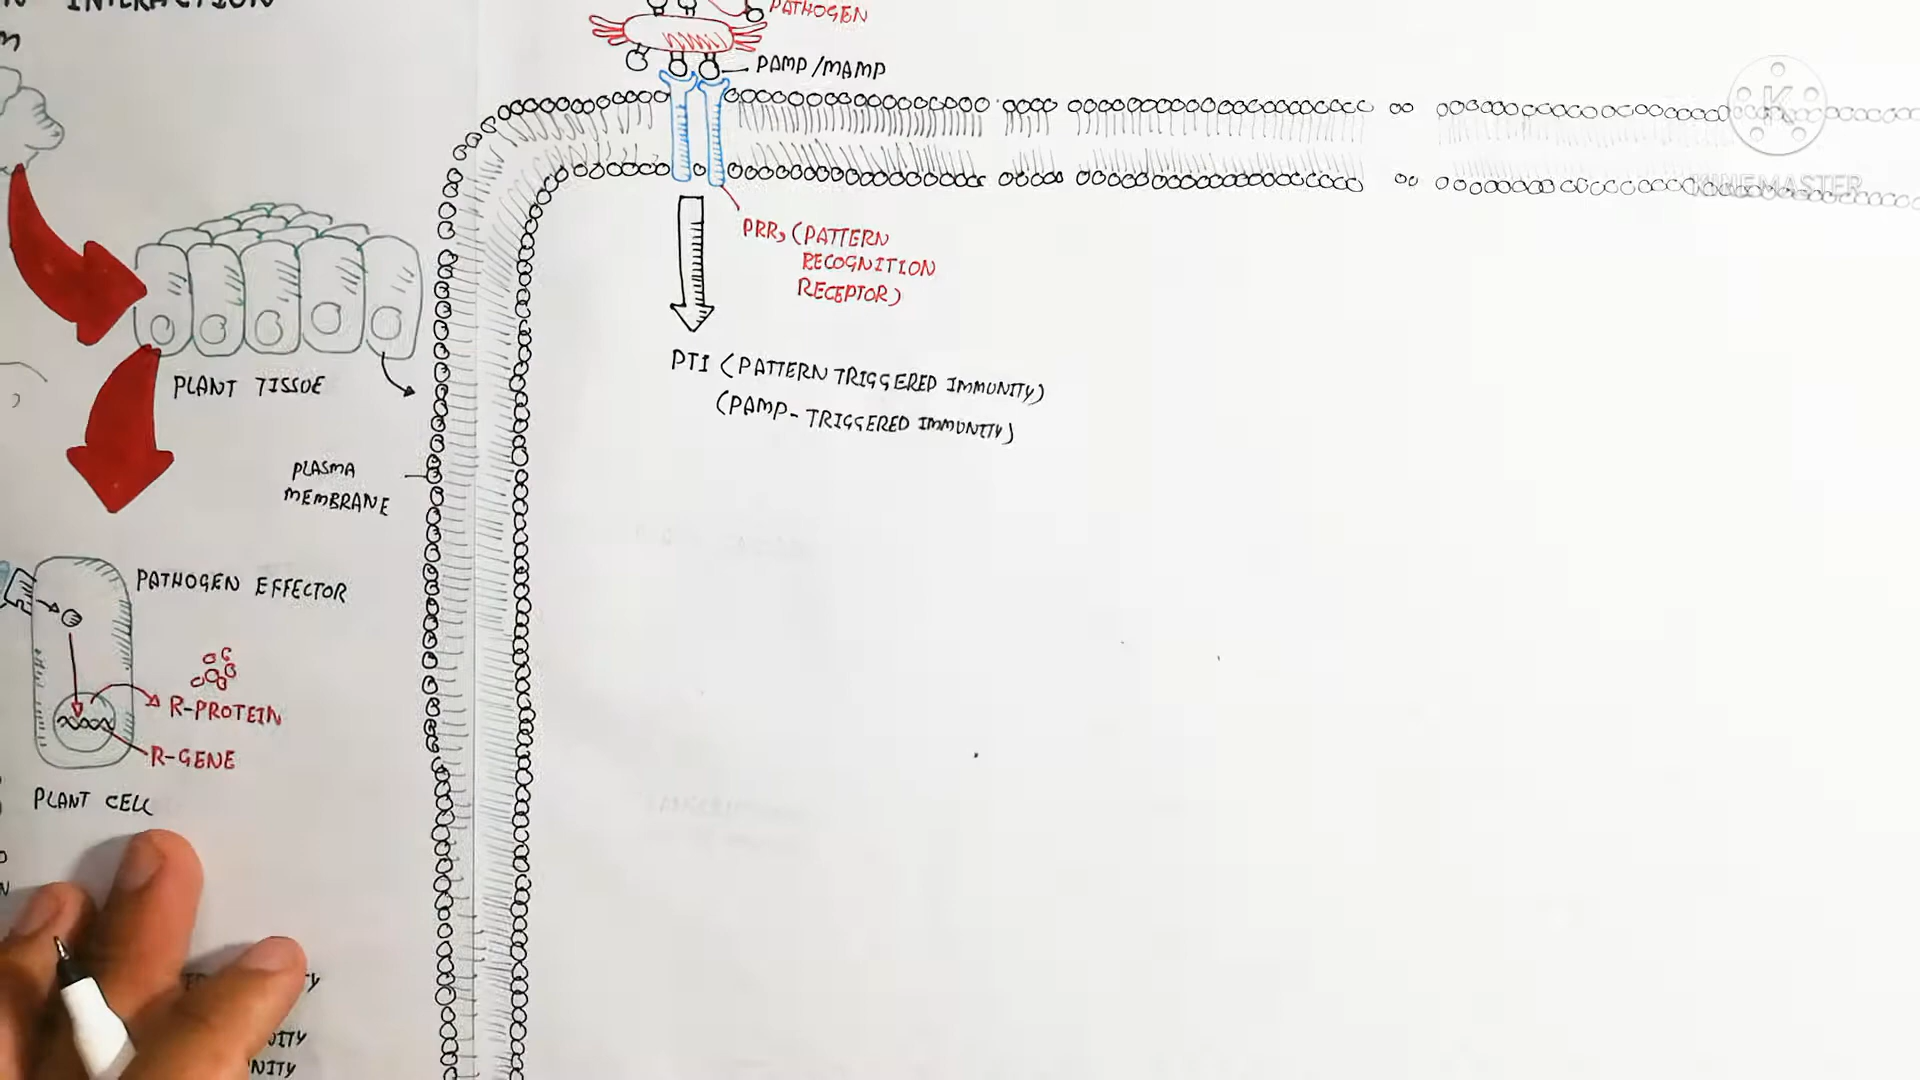 INTERACTION
PATHOGEN
PAMP/MAMP
PRRs (PATTERN
RECOGNITION
RECEPTOR)
PTI (PATTERN TRIGGERED IMMUNITY)
(PAMP-TRIGGERED IMMUNITY)
PLANT TISSUE
PLASMA
MEMBRANE
PATHOGEN EFFECTOR
R-PROTEIN
R-GENE
PLANT CELL
KINEMASTER